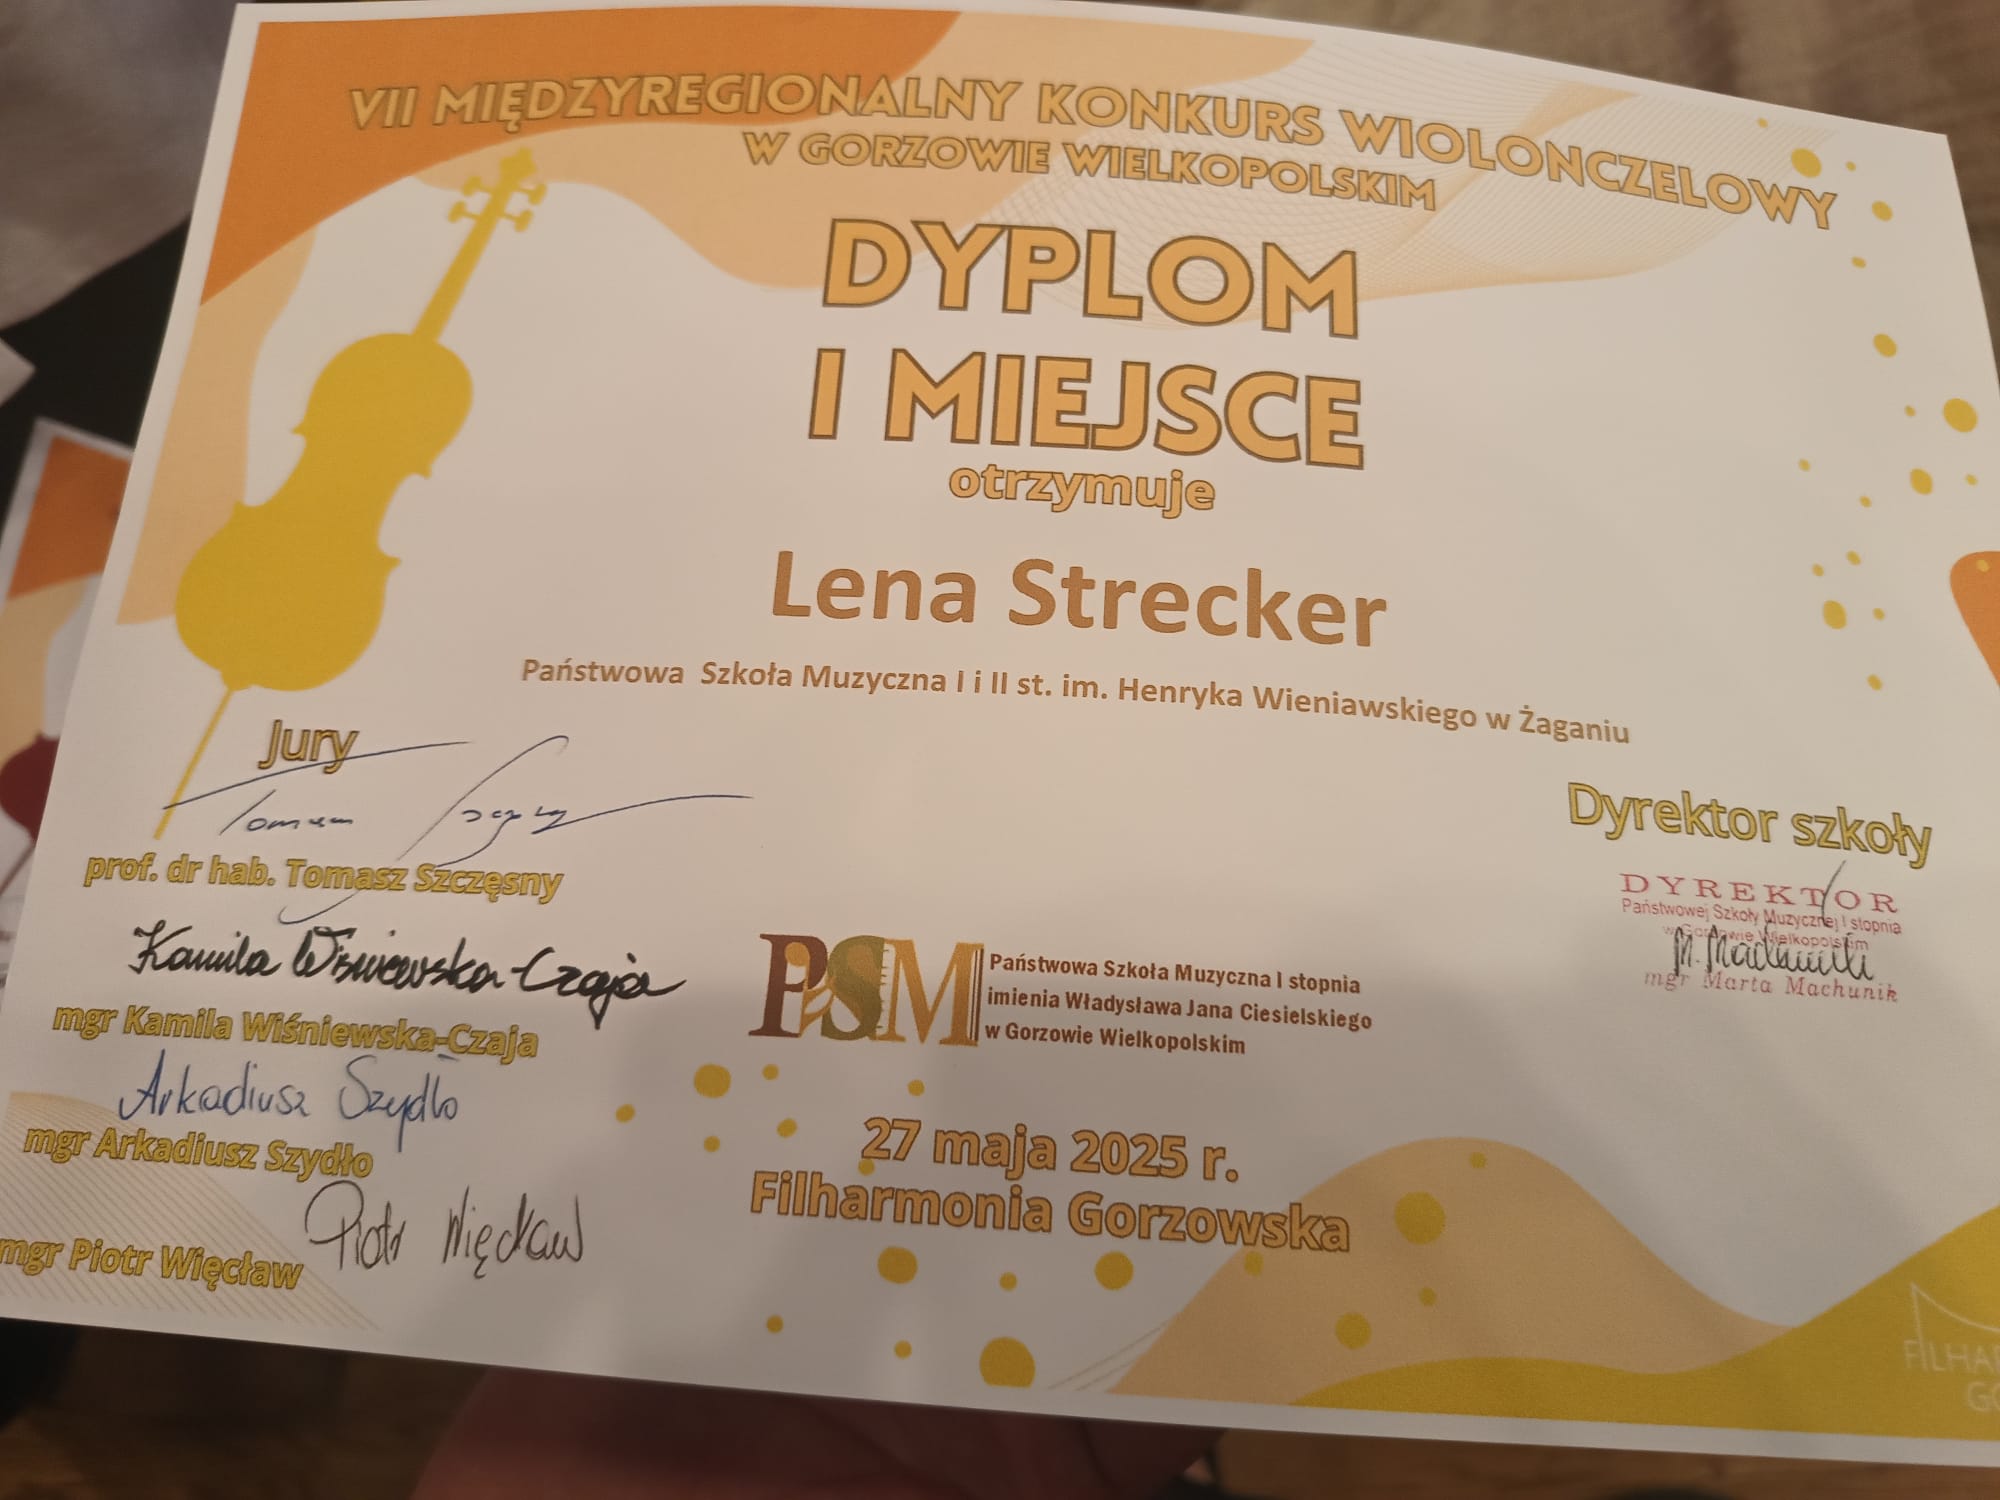 VII MIĘDZYREGIONALNY KONKURS WIOLONCZELOWY
W GORZOWIE WIELKOPOLSKIM
DYPLOM
I MIEJSCE
otrzymuje
Lena Strecker
Państwowa Szkoła Muzyczna I i II st. im. Henryka Wieniawskiego w Żaganiu
Jury
prof. dr hab. Tomasz Szczęsny
Kamila Wiśniewska-Czaja
mgr Kamila Wiśniewska-Czaja
Arkadiusz Szydło
mgr Arkadiusz Szydło
Piotr Więcław
mgr Piotr Więcław
PSM
Państwowa Szkoła Muzyczna I stopnia
imienia Władysława Jana Ciesielskiego
w Gorzowie Wielkopolskim
27 maja 2025 r.
Filharmonia Gorzowska
Dyrektor szkoły
DYREKTOR
Państwowej Szkoły Muzycznej I stopnia
w Gorzowie Wielkopolskim
mgr Marta Machunik